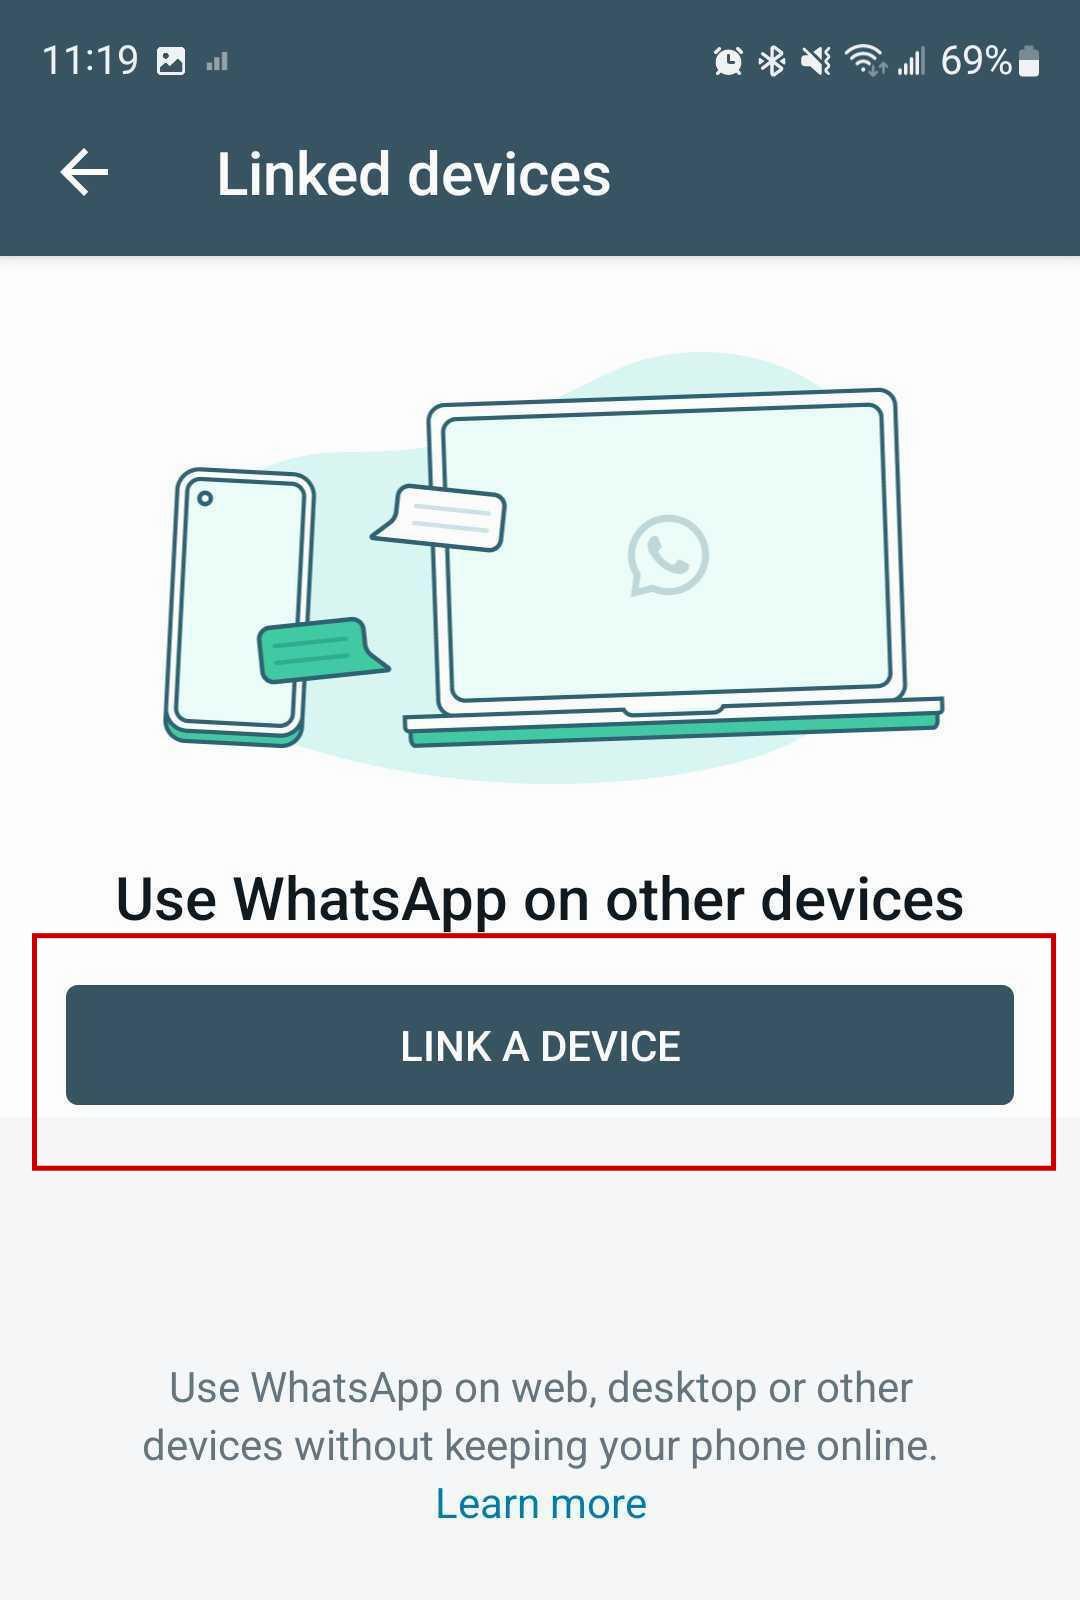 11:19 69%
Linked devices
Use WhatsApp on other devices
LINK A DEVICE
Use WhatsApp on web, desktop or other
devices without keeping your phone online.
Learn more